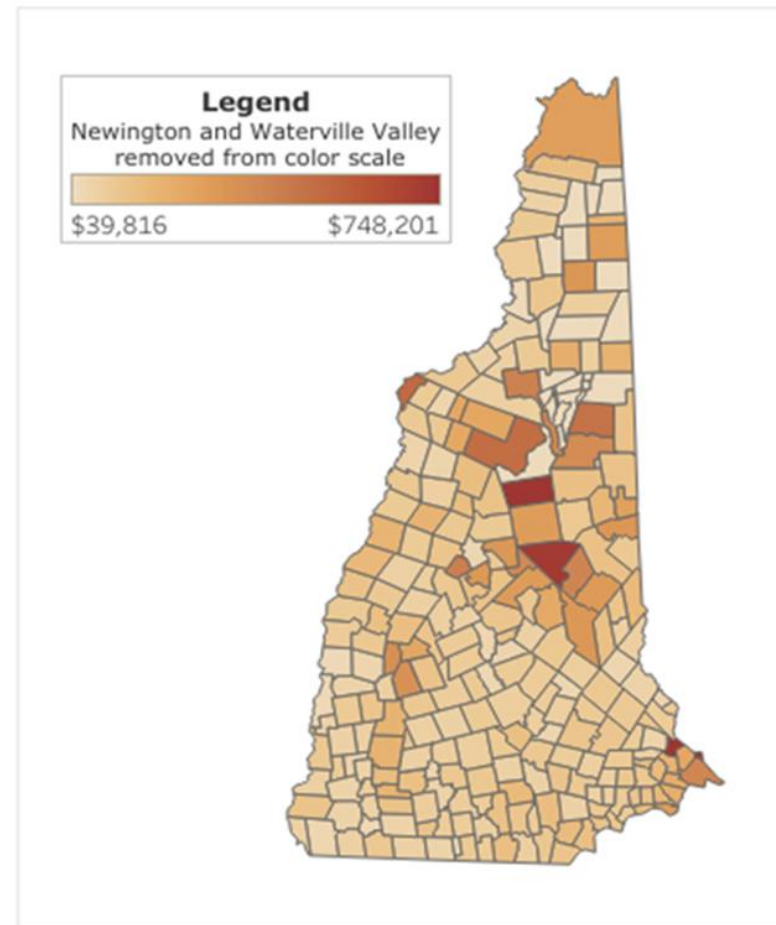 Legend
Newington and Waterville Valley
removed from color scale
$39,816 $748,201